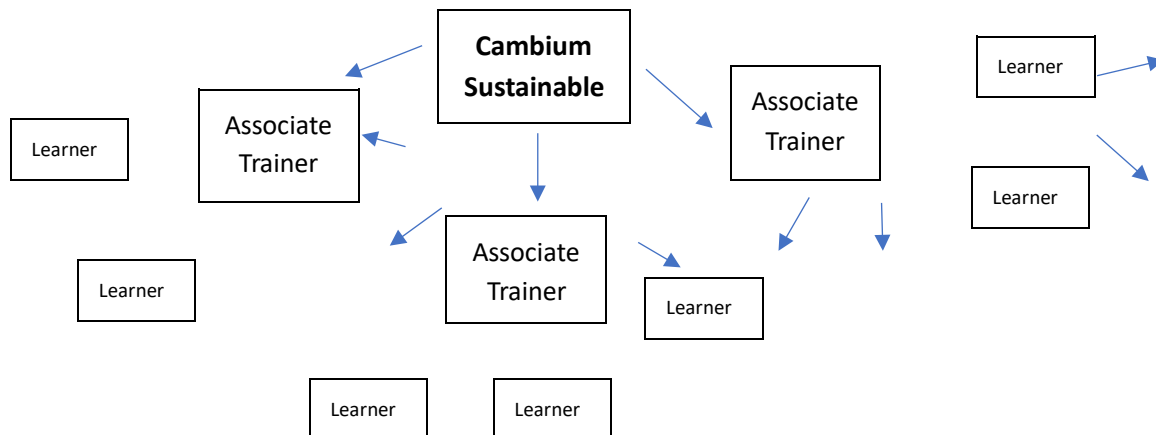 Cambium
Sustainable
Associate
Trainer
Associate
Trainer
Learner
Learner
Learner
Associate
Trainer
Learner
Learner
Learner
Learner